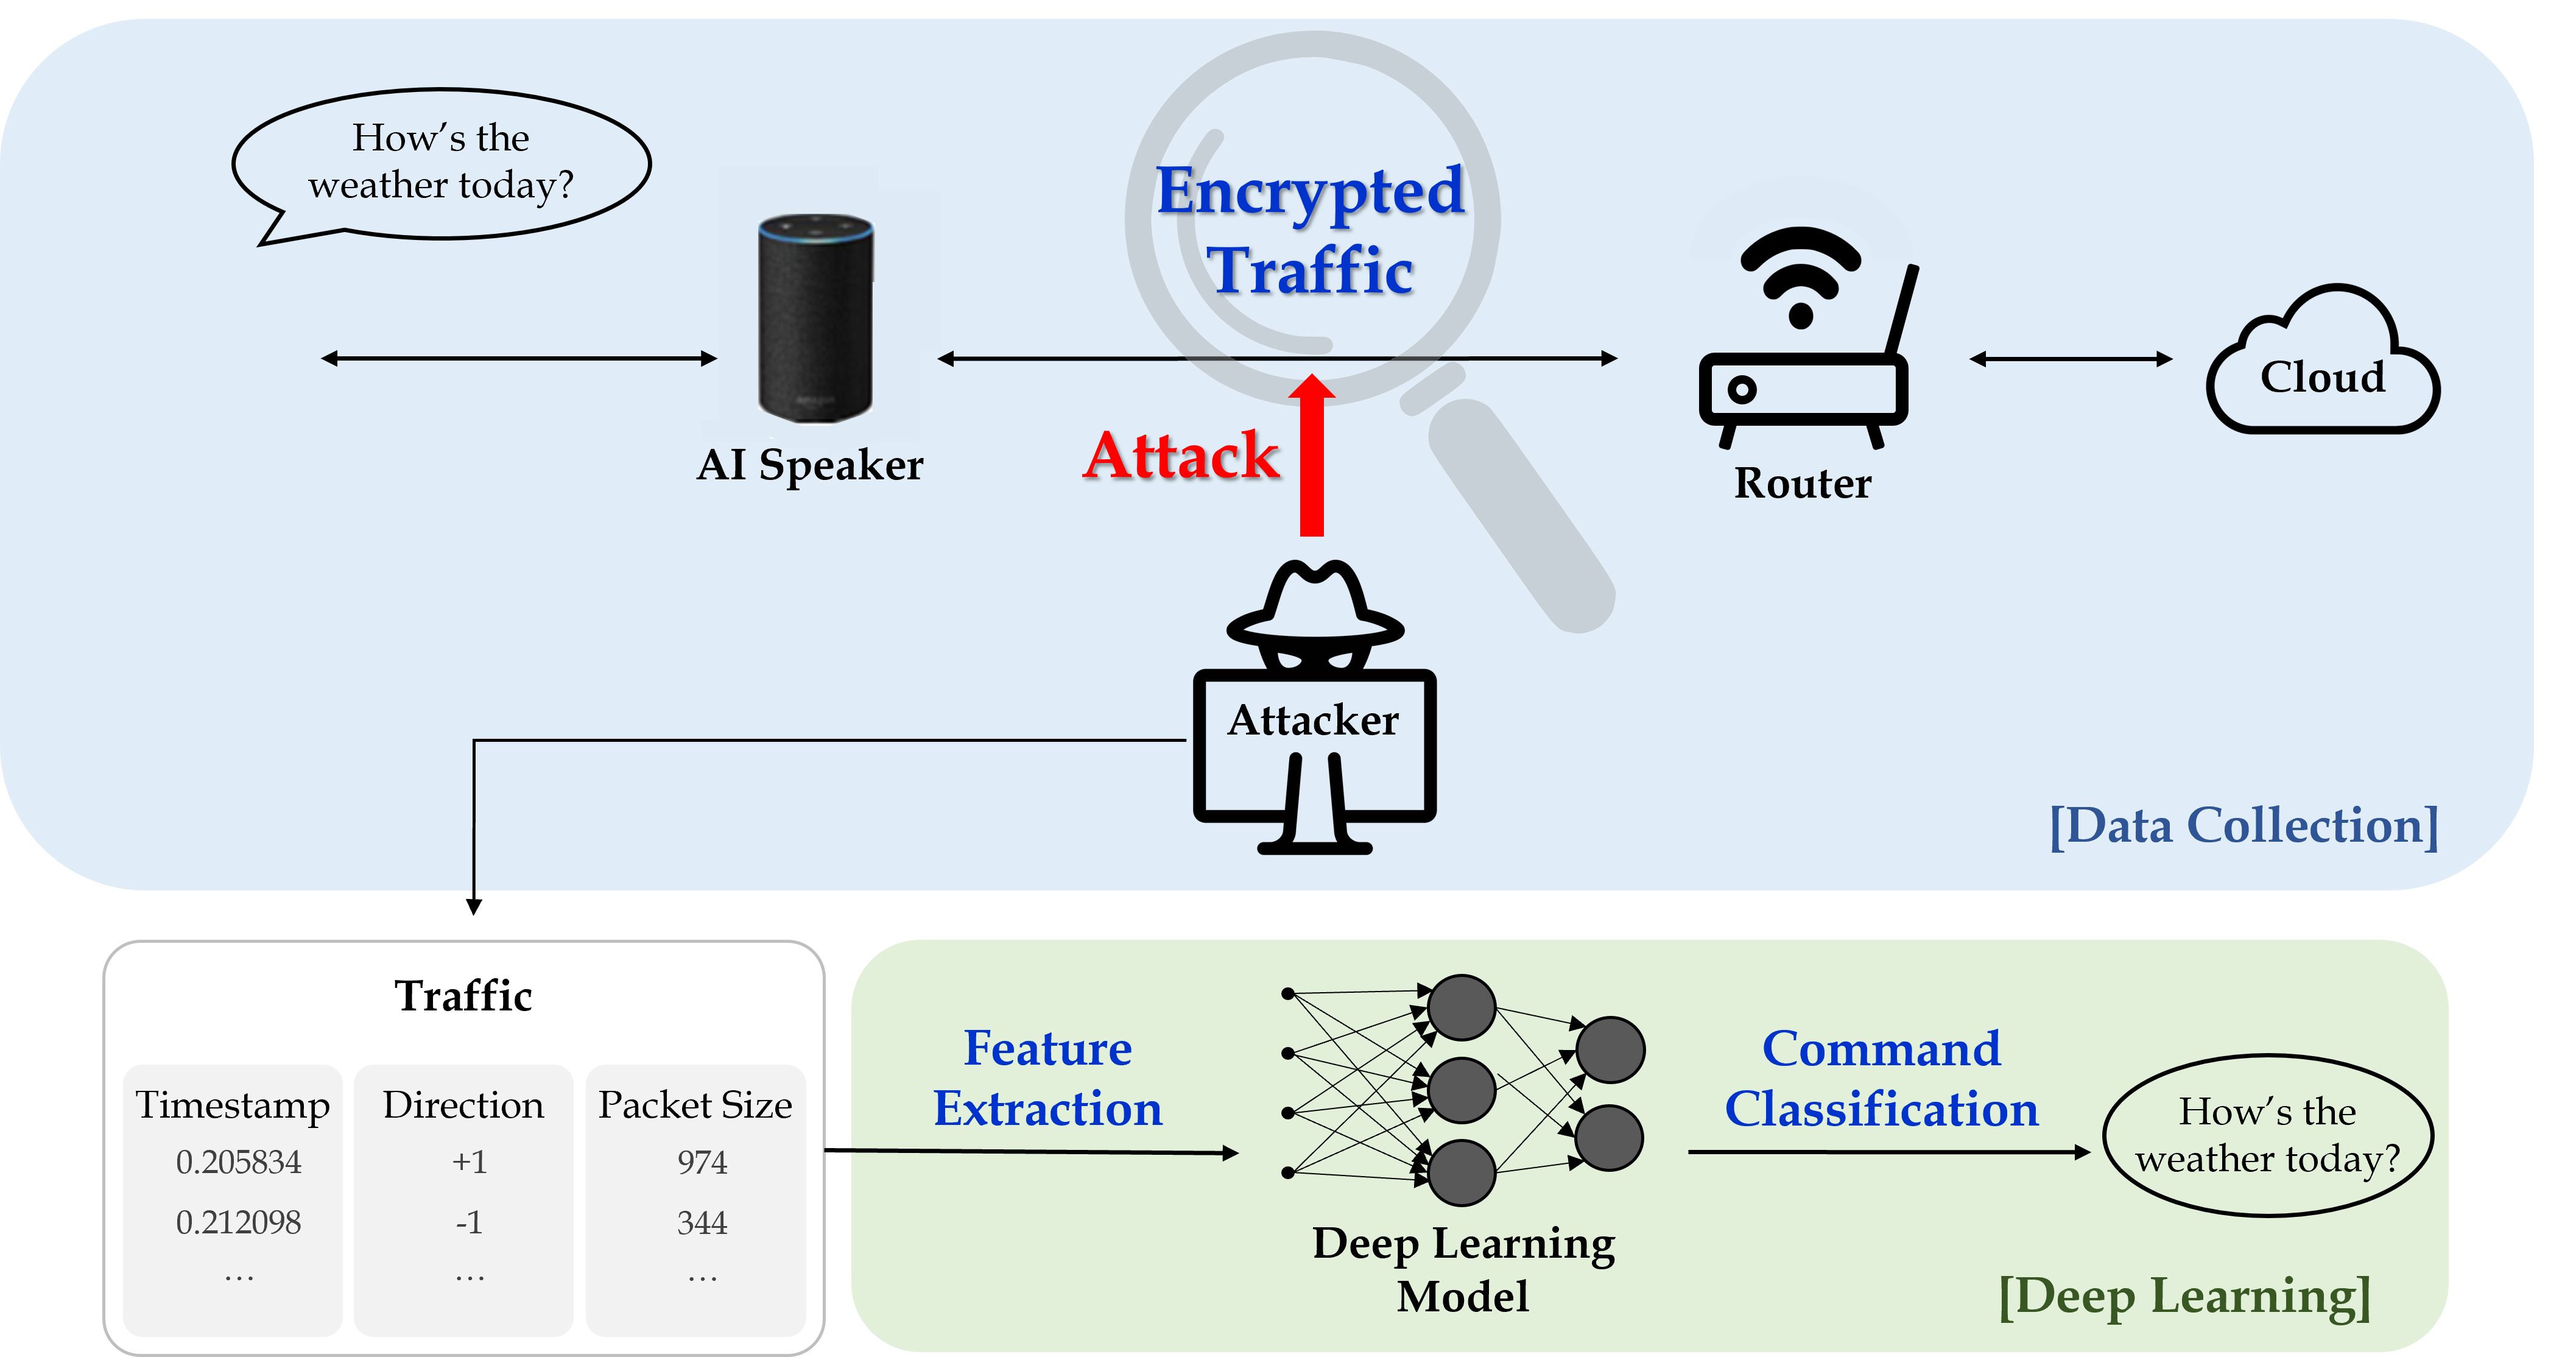 How’s the
weather today?
Encrypted
Traffic
Cloud
AI Speaker
Attack
Router
Attacker
[Data Collection]
Traffic
Timestamp Direction Packet Size
0.205834 +1 974
0.212098 -1 344
... ... ...
Feature
Extraction
Deep Learning
Model
Command
Classification
How’s the
weather today?
[Deep Learning]